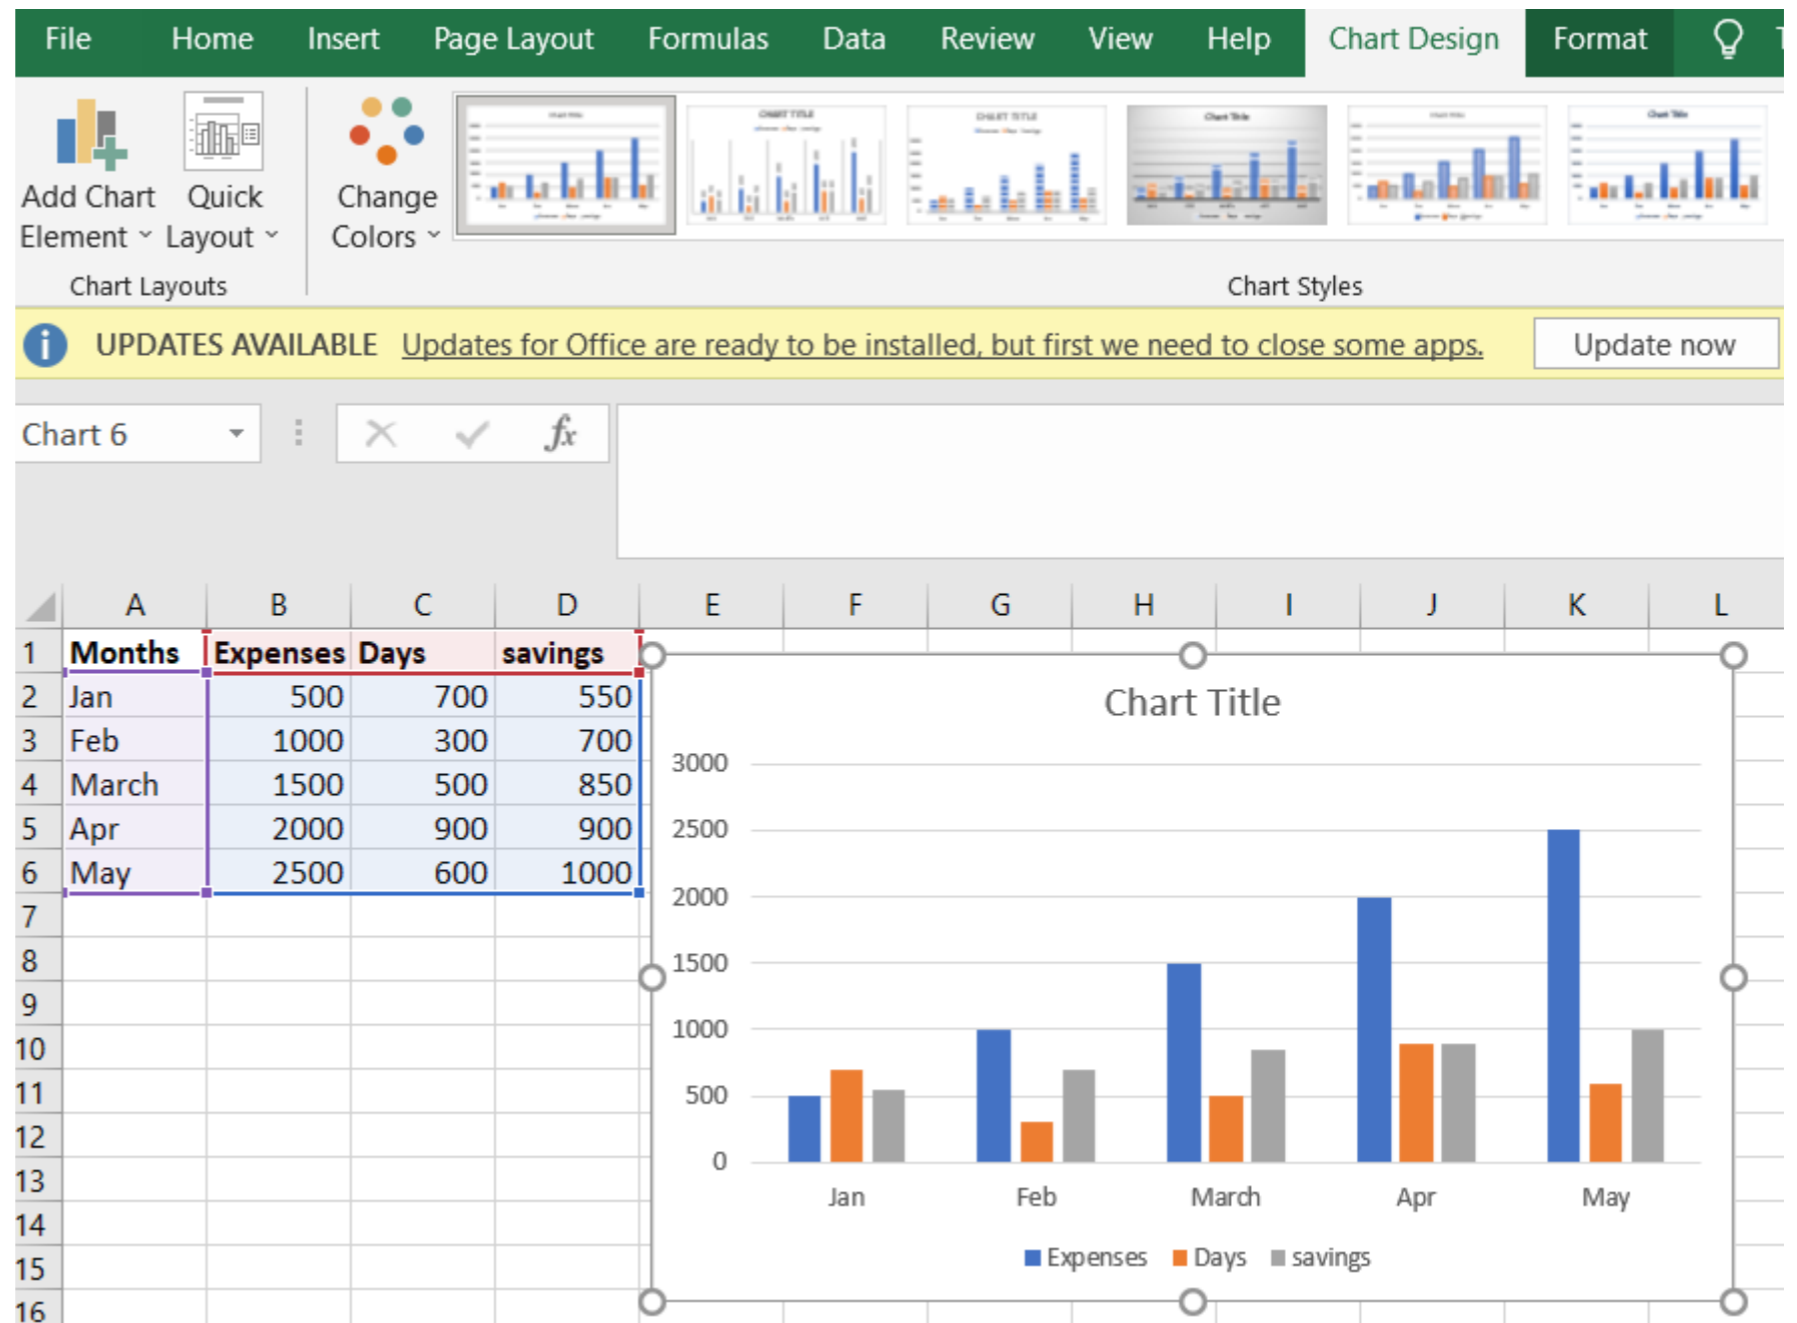 File Home Insert Page Layout Formulas Data Review View Help Chart Design Format
Add Chart Element Quick Layout Change Colors
Chart Layouts Chart Styles
UPDATES AVAILABLE Updates for Office are ready to be installed, but first we need to close some apps. Update now
Chart 6 fx
A B C D E F G H I J K L
1 Months Expenses Days savings
2 Jan 500 700 550
3 Feb 1000 300 700
4 March 1500 500 850
5 Apr 2000 900 900
6 May 2500 600 1000
7
8
9
10
11
12
13
14
15
16
Chart Title
3000
2500
2000
1500
1000
500
0
Jan Feb March Apr May
Expenses Days savings